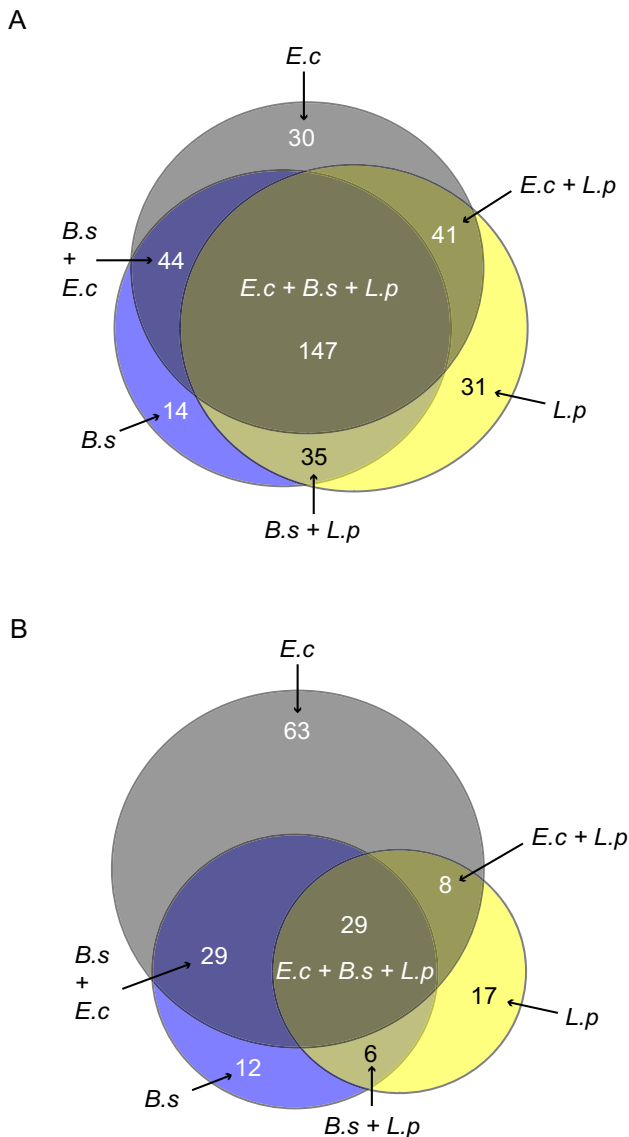 A
E.c
30
E.c + L.p
B.s
+
E.c
44
41
E.c + B.s + L.p
147
31
14
L.p
B.s
35
B.s + L.p
B
E.c
63
E.c + L.p
8
29
B.s
+
E.c
29
E.c + B.s + L.p
17
L.p
6
12
B.s
B.s + L.p